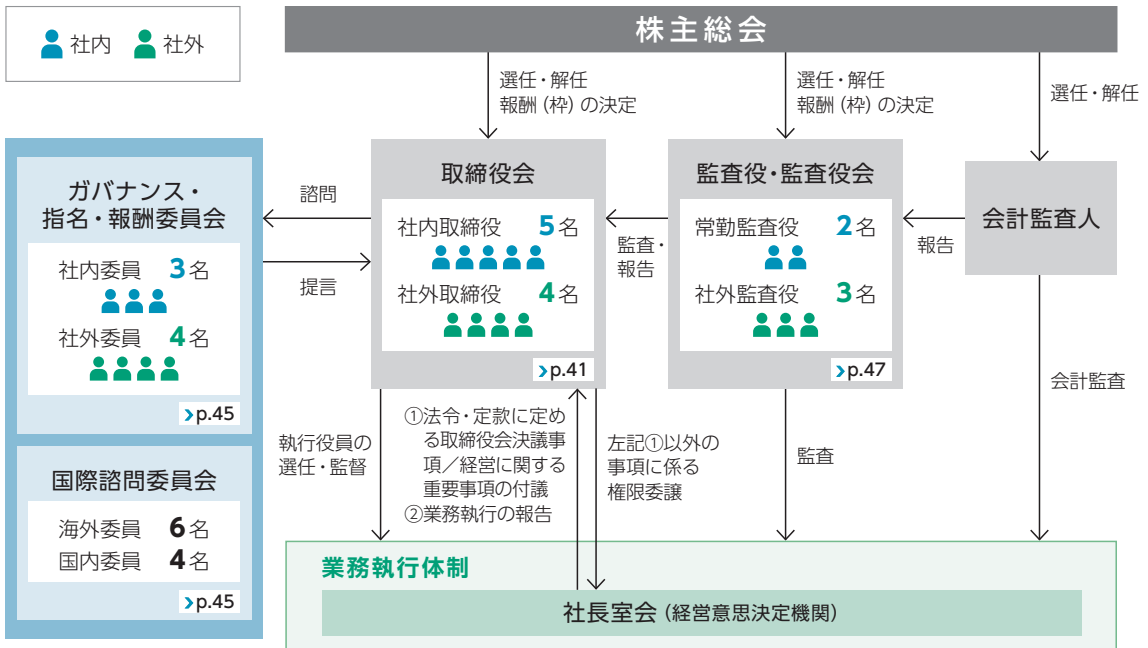 社内 社外
株主総会
選任・解任
報酬(枠)の決定
選任・解任
報酬(枠)の決定
選任・解任
ガバナンス・
指名・報酬委員会
社内委員 3名
社外委員 4名
›p.45
国際諮問委員会
海外委員 6名
国内委員 4名
›p.45
諮問
提言
取締役会
社内取締役 5名
社外取締役 4名
›p.41
監査・
報告
監査役・監査役会
常勤監査役 2名
社外監査役 3名
›p.47
報告
会計監査人
執行役員の
選任・監督
①法令・定款に定め
る取締役会決議事
項/経営に関する
重要事項の付議
②業務執行の報告
左記①以外の
事項に係る
権限委譲
監査
会計監査
業務執行体制
社長室会(経営意思決定機関)